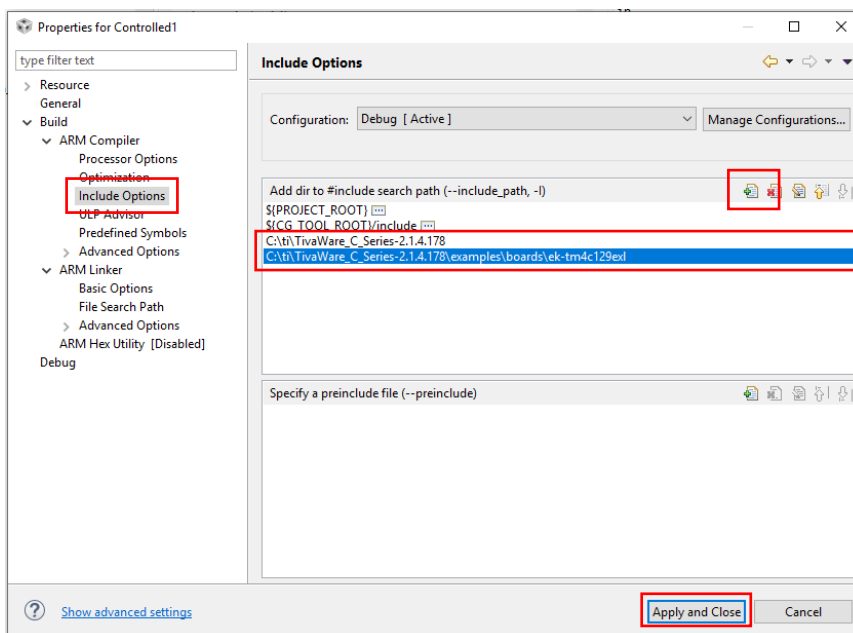 Properties for Controlled1
type filter text
Resource
General
Build
ARM Compiler
Processor Options
Optimization
Include Options
ULP Advisor
Predefined Symbols
Advanced Options
ARM Linker
Basic Options
File Search Path
Advanced Options
ARM Hex Utility [Disabled]
Debug
Include Options
Configuration: Debug [ Active ]
Manage Configurations...
Add dir to #include search path (--include_path, -I)
${PROJECT_ROOT}
${CG_TOOL_ROOT}/include
C:\ti\TivaWare_C_Series-2.1.4.178
C:\ti\TivaWare_C_Series-2.1.4.178\examples\boards\ek-tm4c129exl
Specify a preinclude file (--preinclude)
Show advanced settings
Apply and Close
Cancel